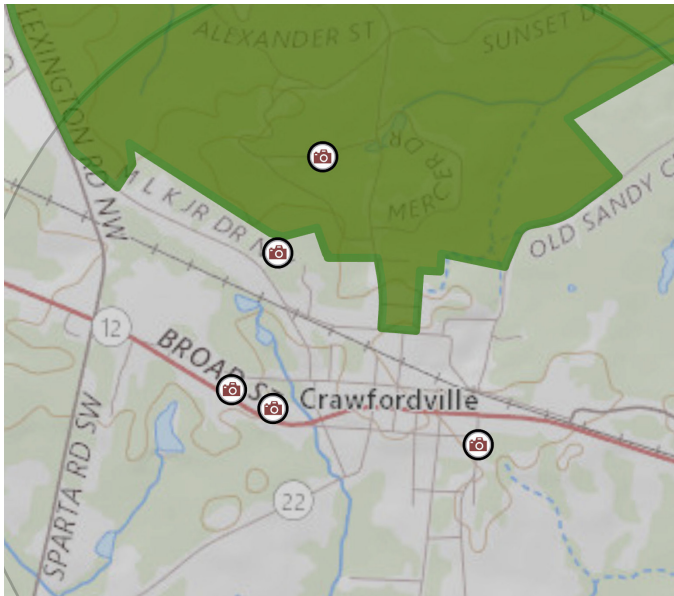 LEXINGTON RD NW
ALEXANDER ST
SUNSET DR
MERCER DR
M L K JR DR N
OLD SANDY C
12
BROAD ST
Crawfordville
SPARTA RD SW
22